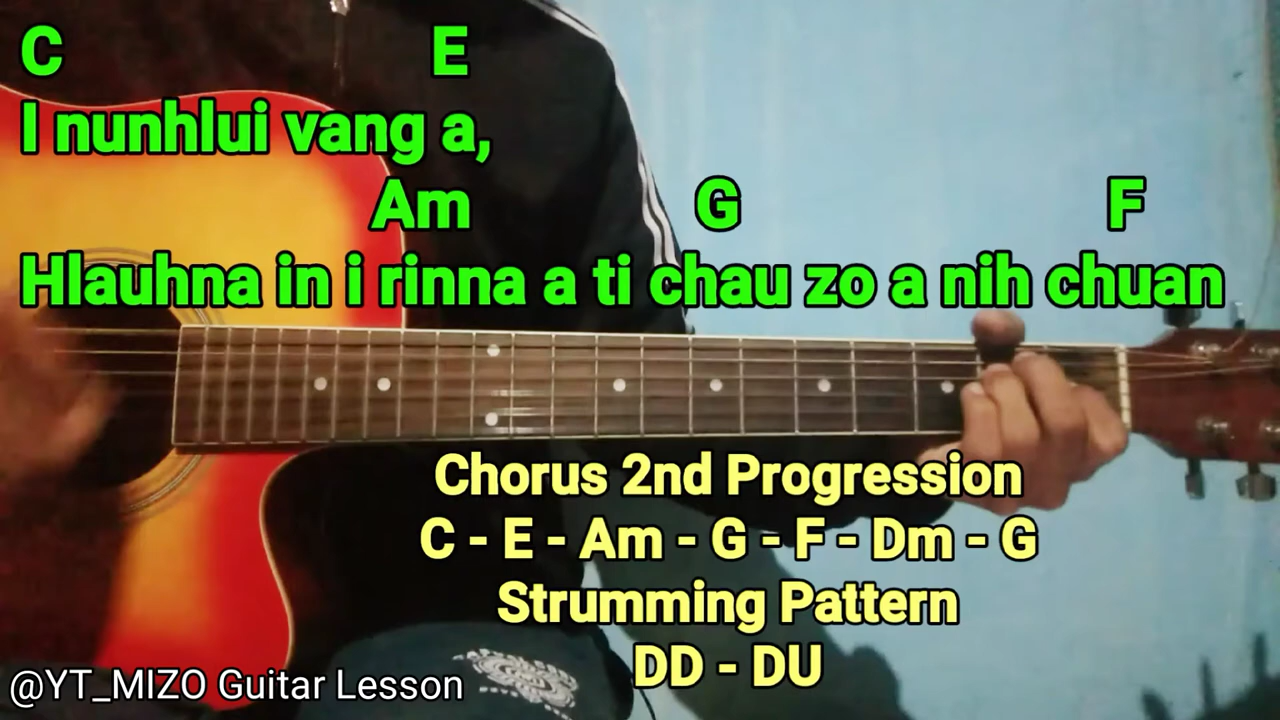 C E
I nunhlui vang a,
Am G F
Hlauhna in i rinna a ti chau zo a nih chuan
Chorus 2nd Progression
C - E - Am - G - F - Dm - G
Strumming Pattern
DD - DU
@YT_MIZO Guitar Lesson